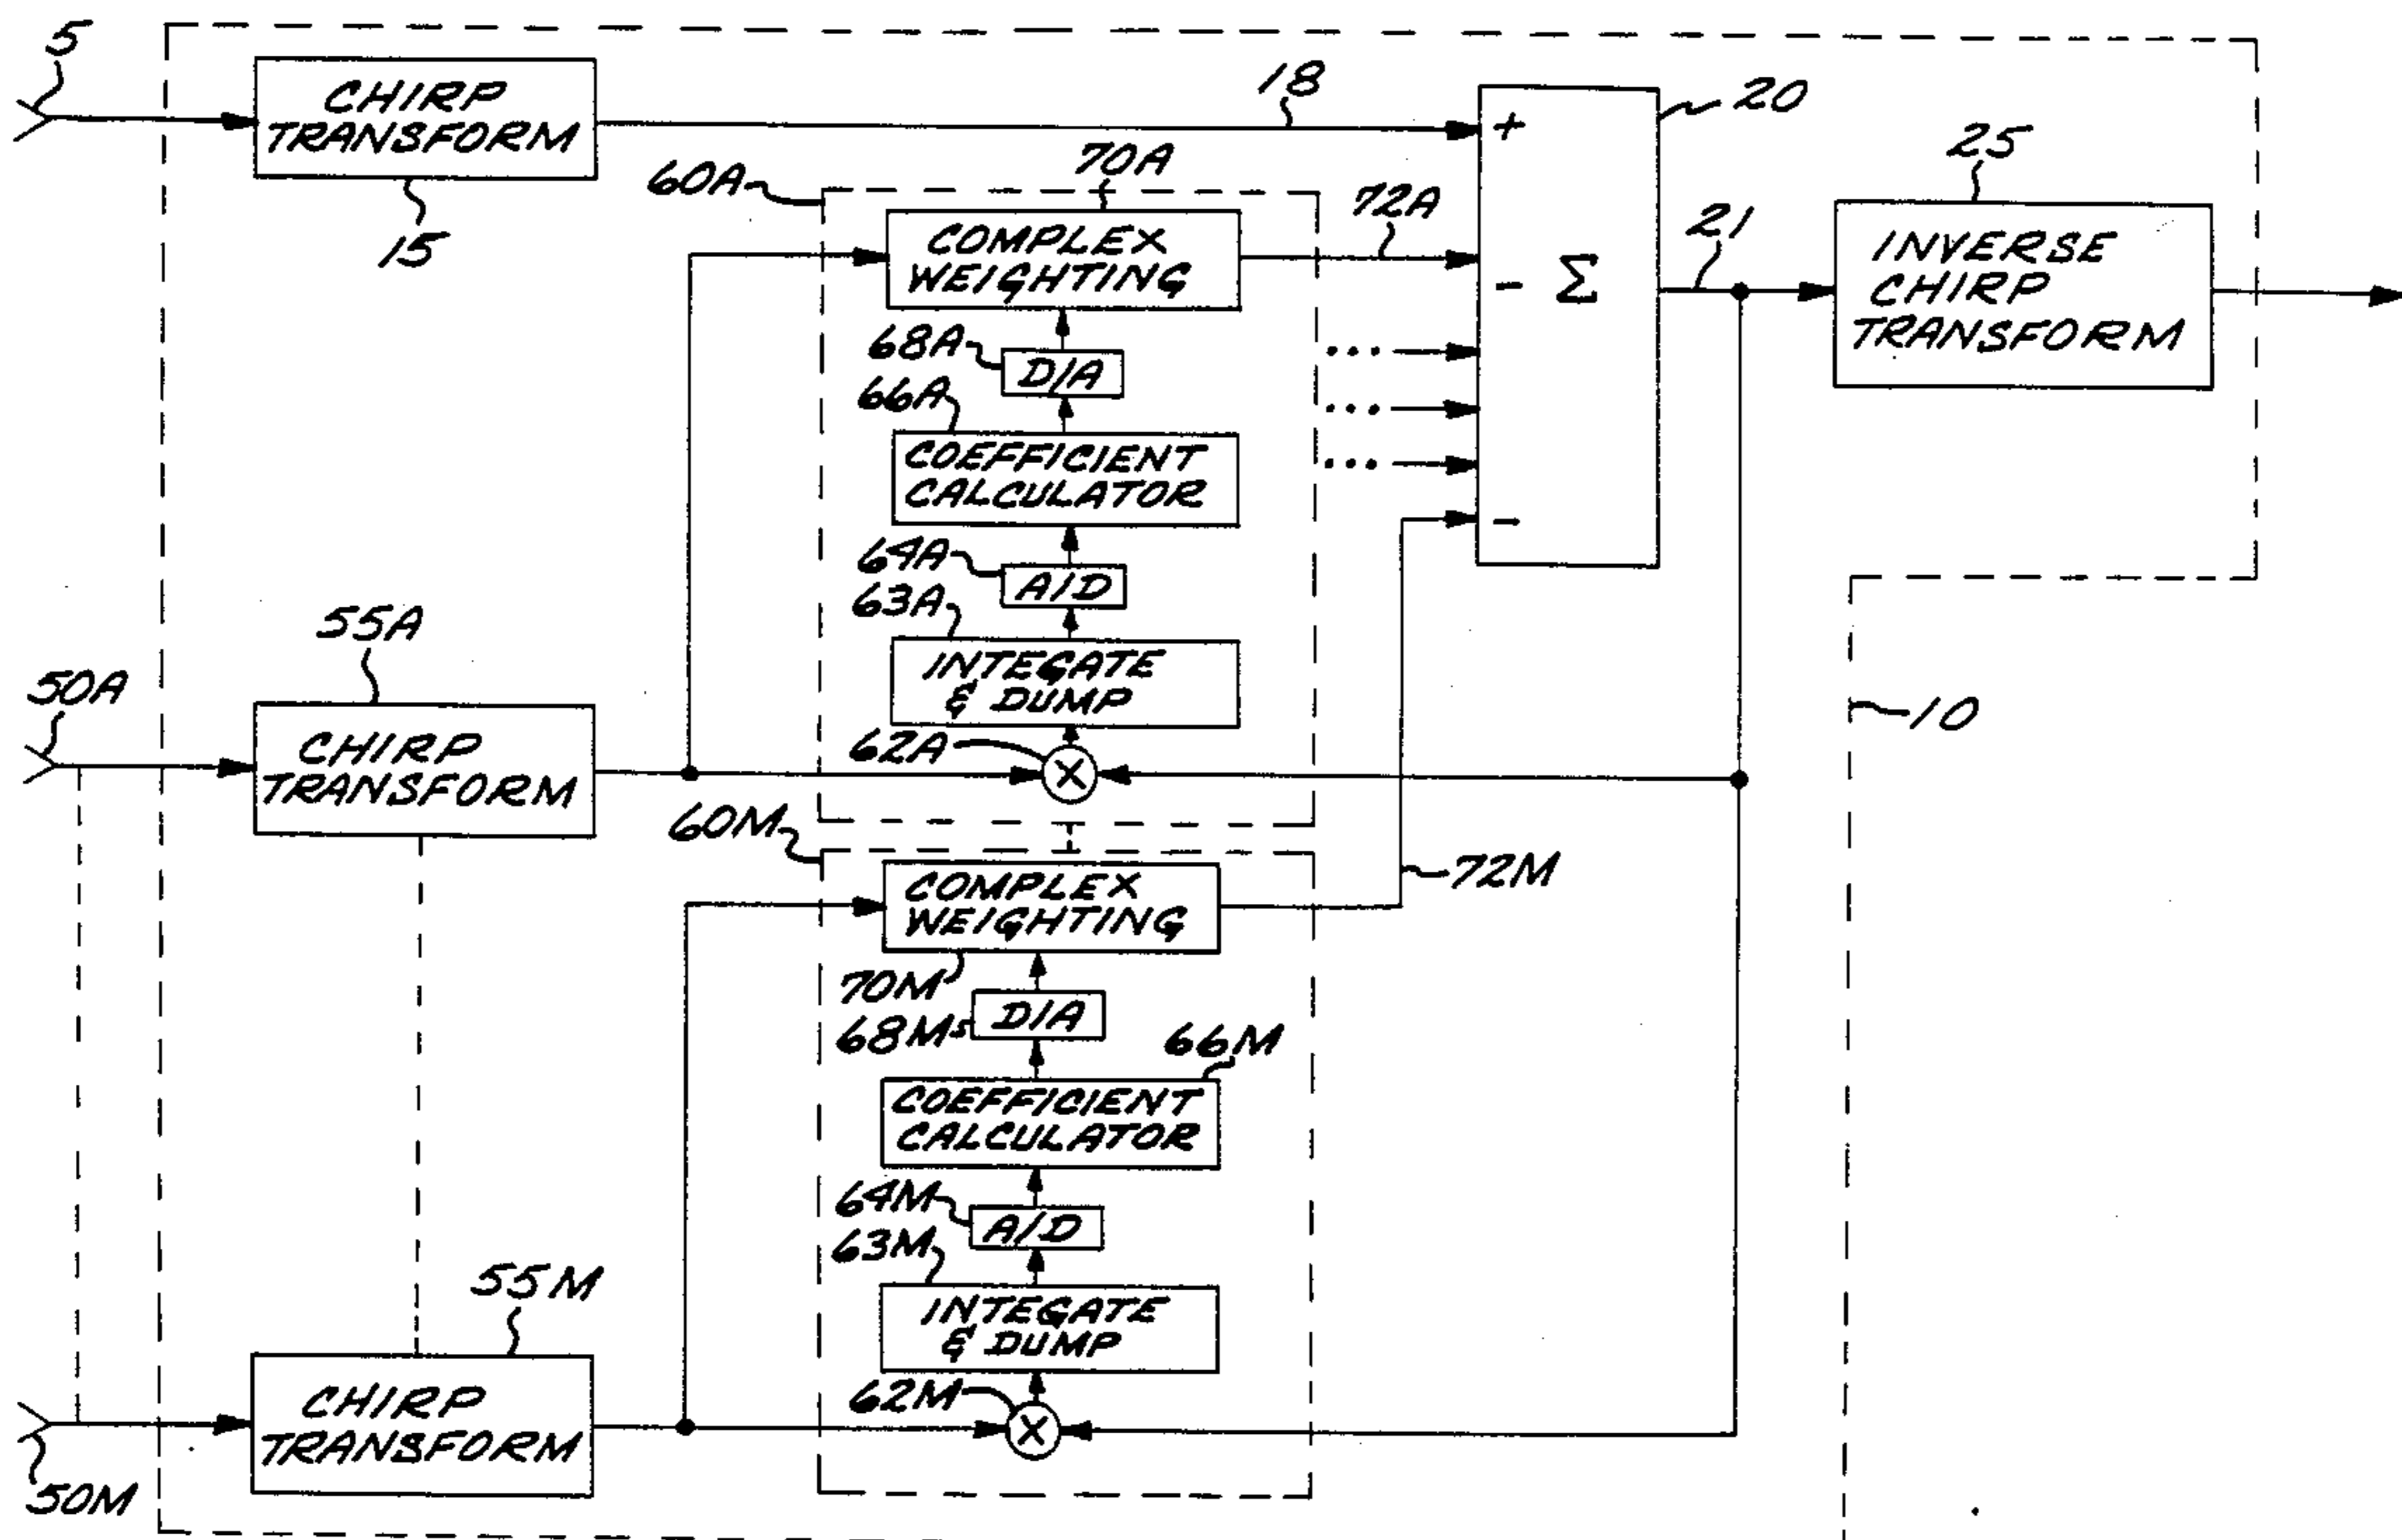 5
CHIRP
TRANSFORM
15
18
20
+
-
Σ
-
21
25
INVERSE
CHIRP
TRANSFORM
60A
70A
COMPLEX
WEIGHTING
72A
68A
D/A
...
66A
...
COEFFICIENT
CALCULATOR
...
64A
A/D
63A
INTEGATE
& DUMP
62A
X
10
50A
55A
CHIRP
TRANSFORM
60M
COMPLEX
WEIGHTING
72M
70M
D/A
68M
66M
COEFFICIENT
CALCULATOR
64M
A/D
63M
INTEGATE
& DUMP
62M
X
55M
CHIRP
TRANSFORM
50M